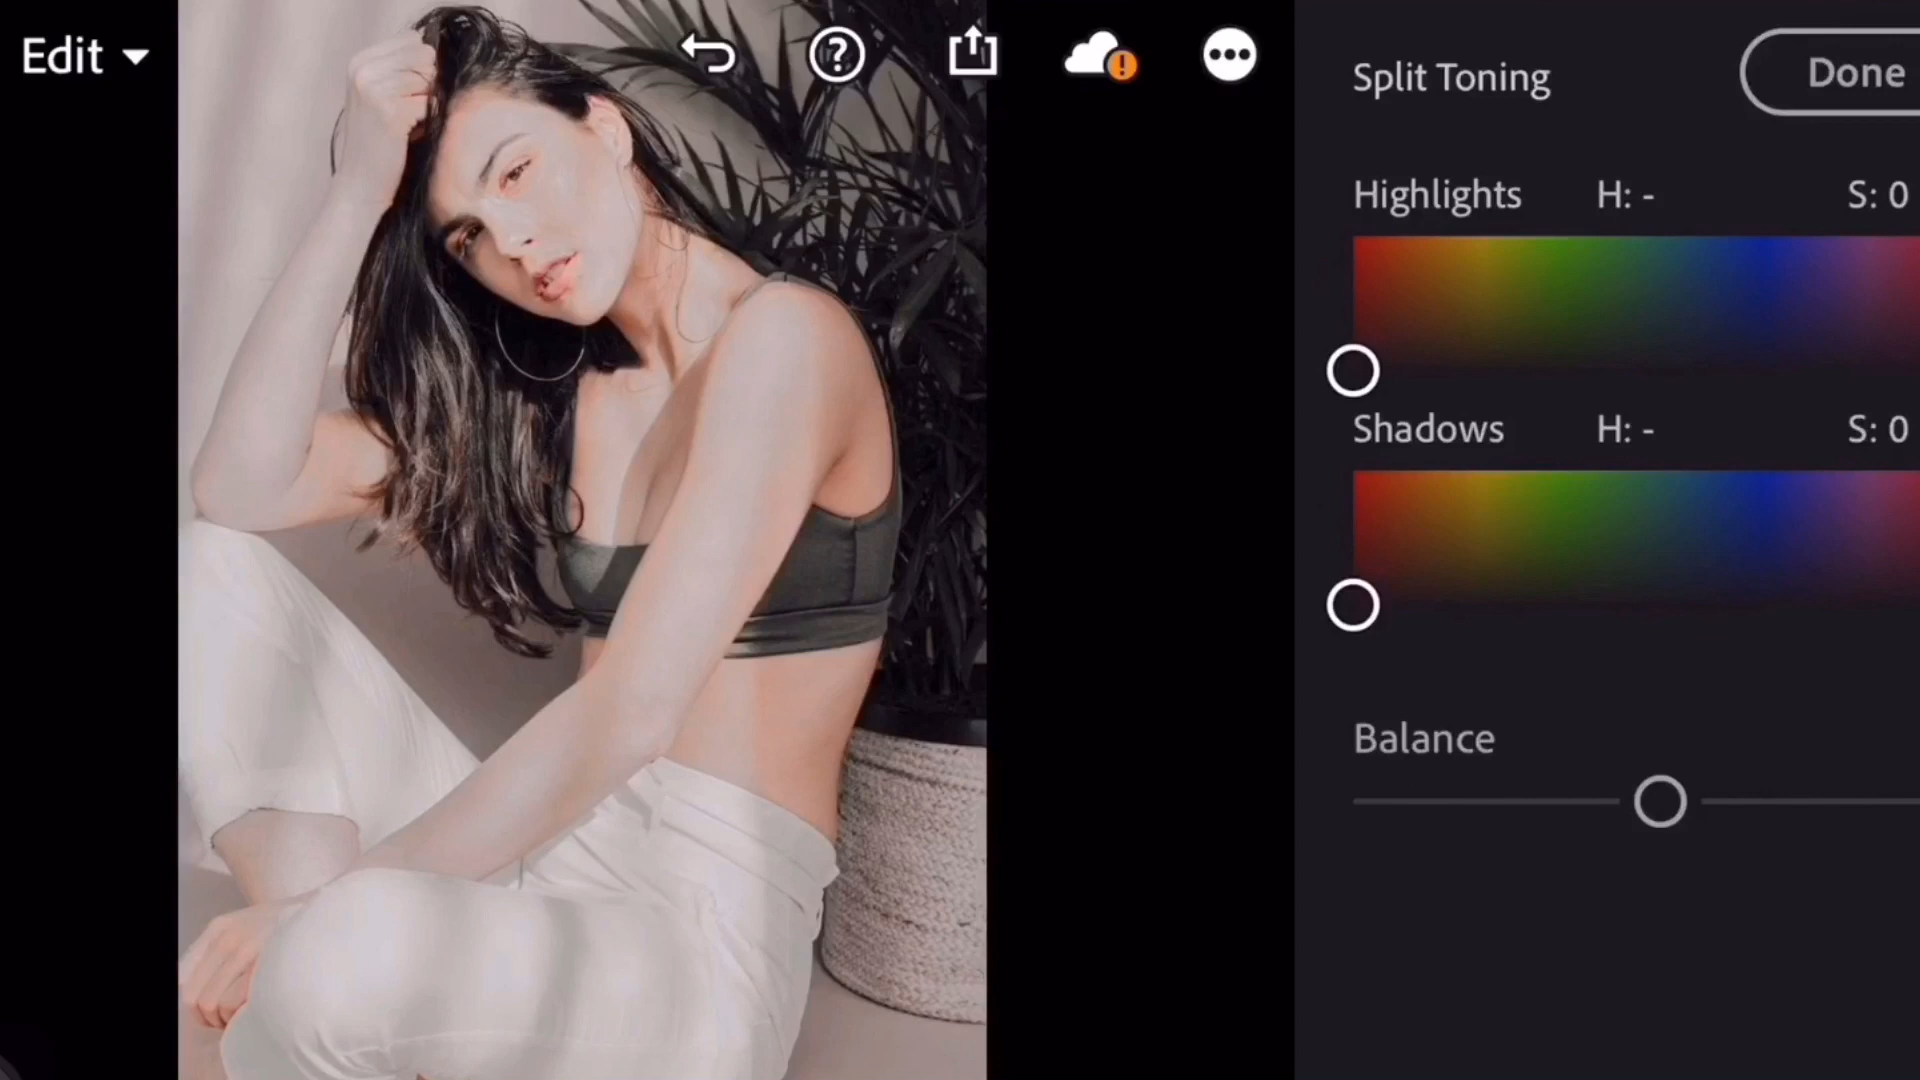 Edit
?
!
Split Toning
Done
Highlights H: - S: 0
Shadows H: - S: 0
Balance